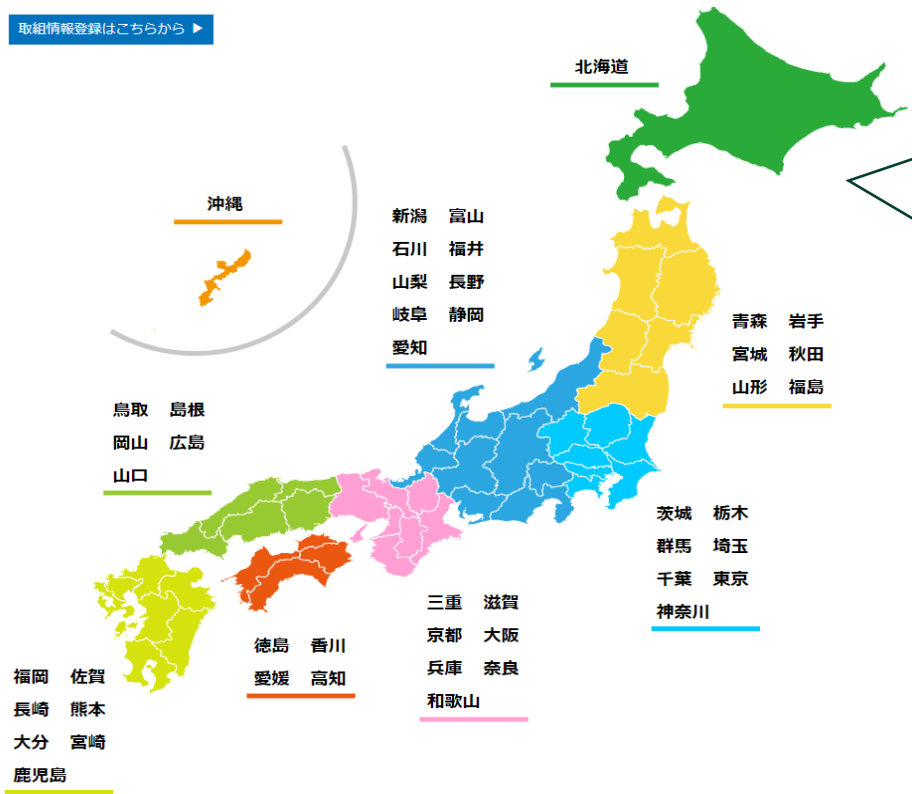 取組情報登録はこちらから ▶
北海道
沖縄
新潟 富山
石川 福井
山梨 長野
岐阜 静岡
愛知
青森 岩手
宮城 秋田
山形 福島
鳥取 島根
岡山 広島
山口
茨城 栃木
群馬 埼玉
千葉 東京
神奈川
三重 滋賀
京都 大阪
兵庫 奈良
和歌山
徳島 香川
愛媛 高知
福岡 佐賀
長崎 熊本
大分 宮崎
鹿児島